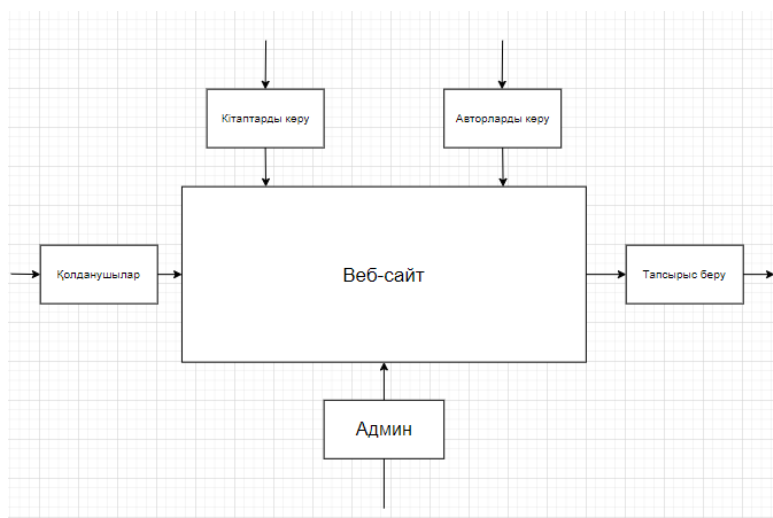 Кітаптарды көру
Авторларды көру
Қолданушылар
Веб-сайт
Тапсырыс беру
Админ